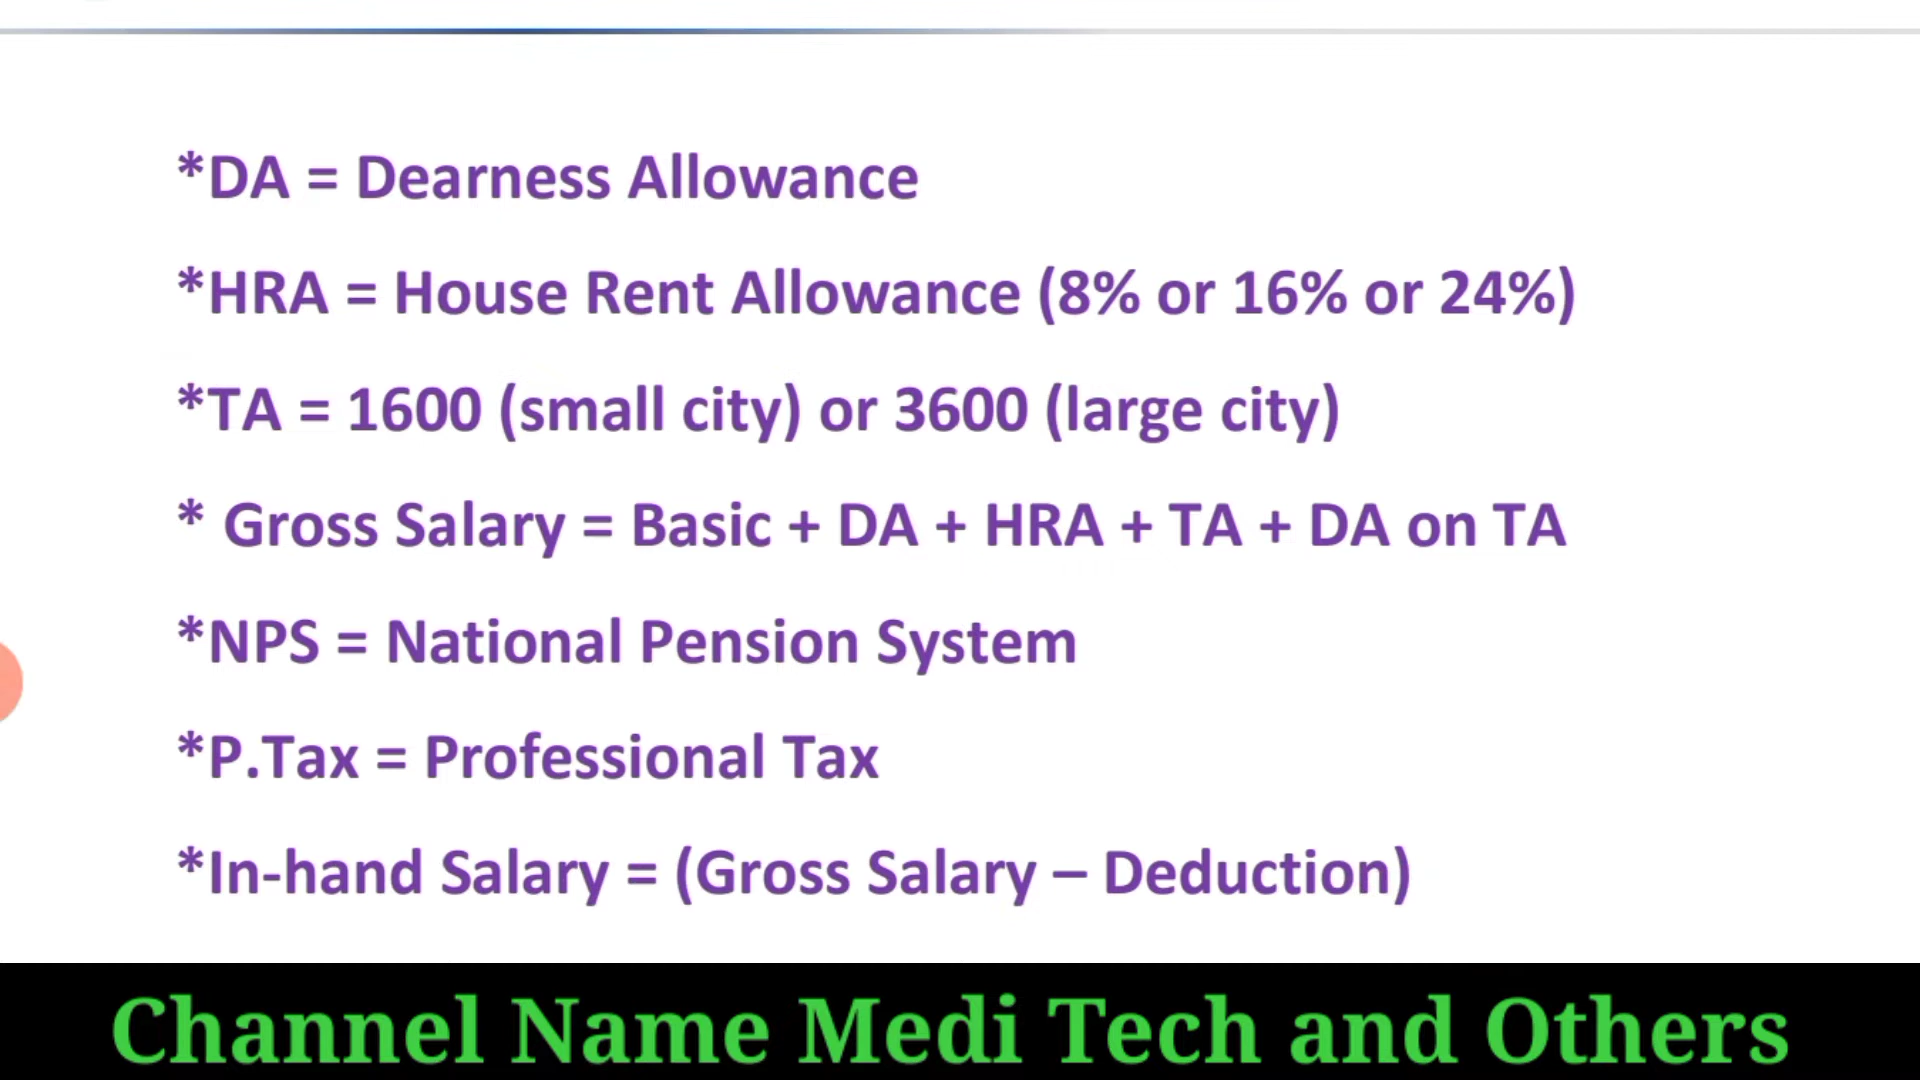 *DA = Dearness Allowance
*HRA = House Rent Allowance (8% or 16% or 24%)
*TA = 1600 (small city) or 3600 (large city)
* Gross Salary = Basic + DA + HRA + TA + DA on TA
*NPS = National Pension System
*P.Tax = Professional Tax
*In-hand Salary = (Gross Salary – Deduction)
Channel Name Medi Tech and Others